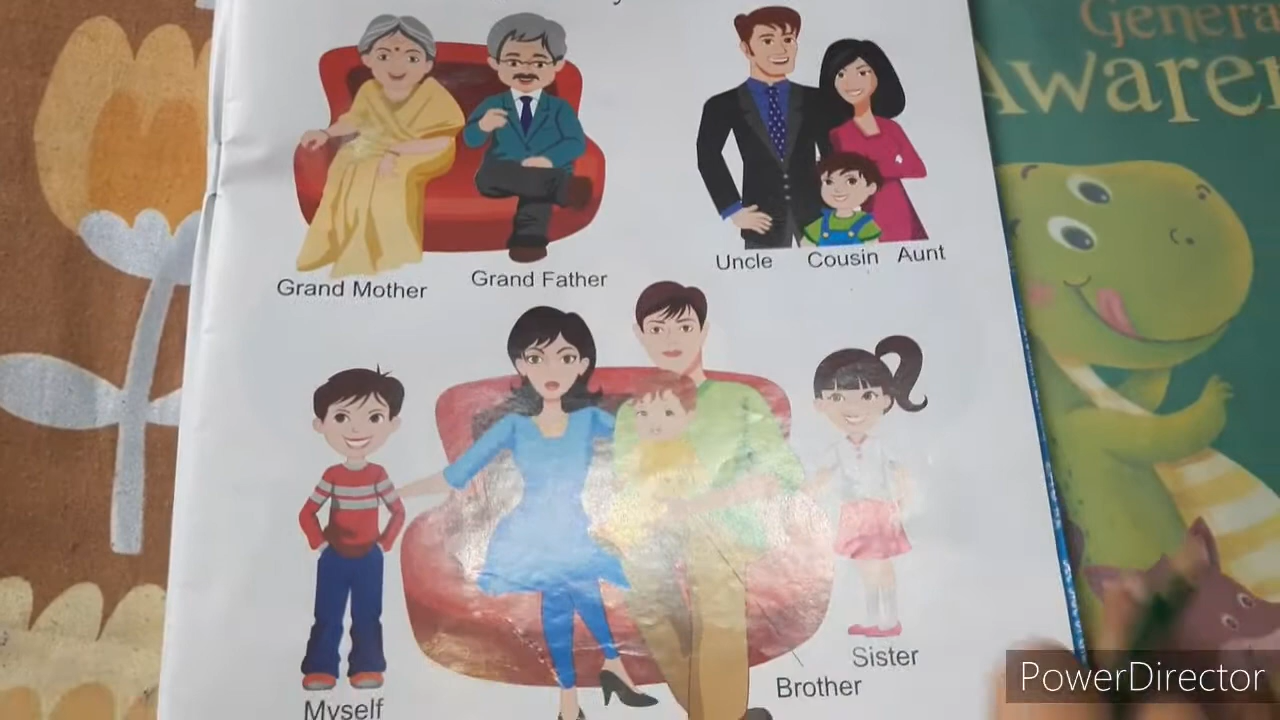 Genera
Awaren
Grand Mother
Grand Father
Uncle
Cousin
Aunt
Myself
Brother
Sister
PowerDirector